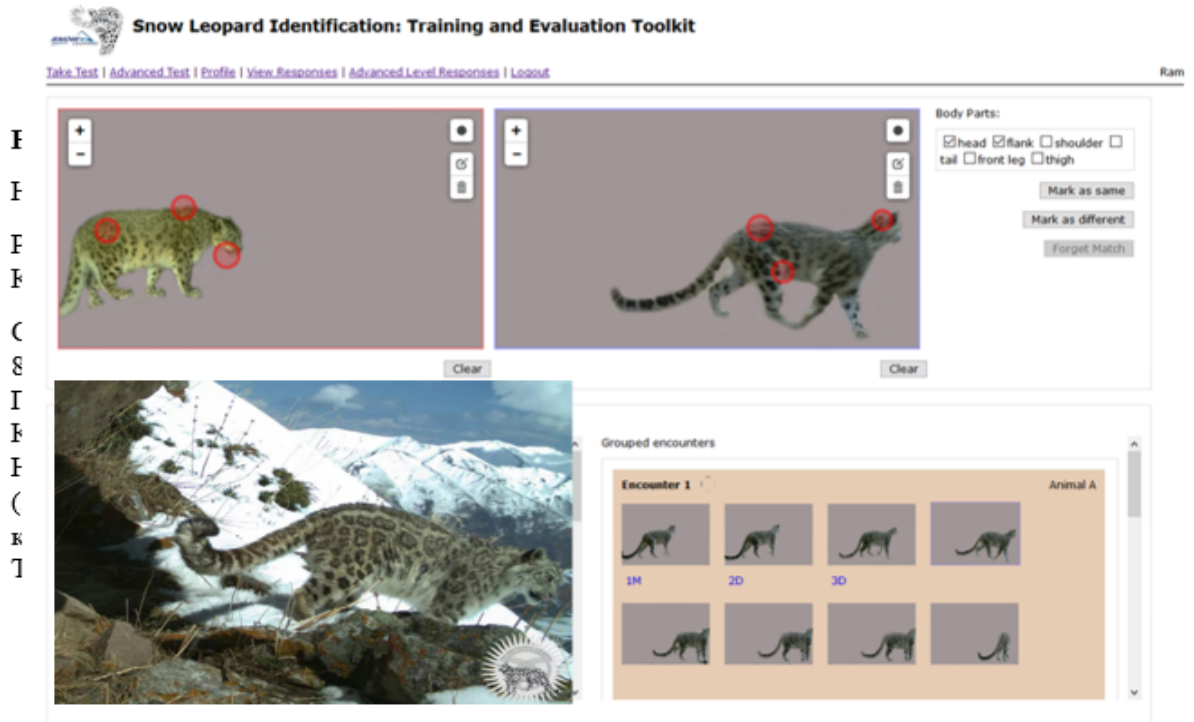 Snow Leopard Identification: Training and Evaluation Toolkit
Take Test | Advanced Test | Profile | View Responses | Advanced Level Responses | Logout
Ram
Body Parts:
head flank shoulder
tail front leg thigh
Mark as same
Mark as different
Forget Match
+
−
+
−
Clear
Clear
Grouped encounters
Encounter 1
Animal A
1M
2D
3D